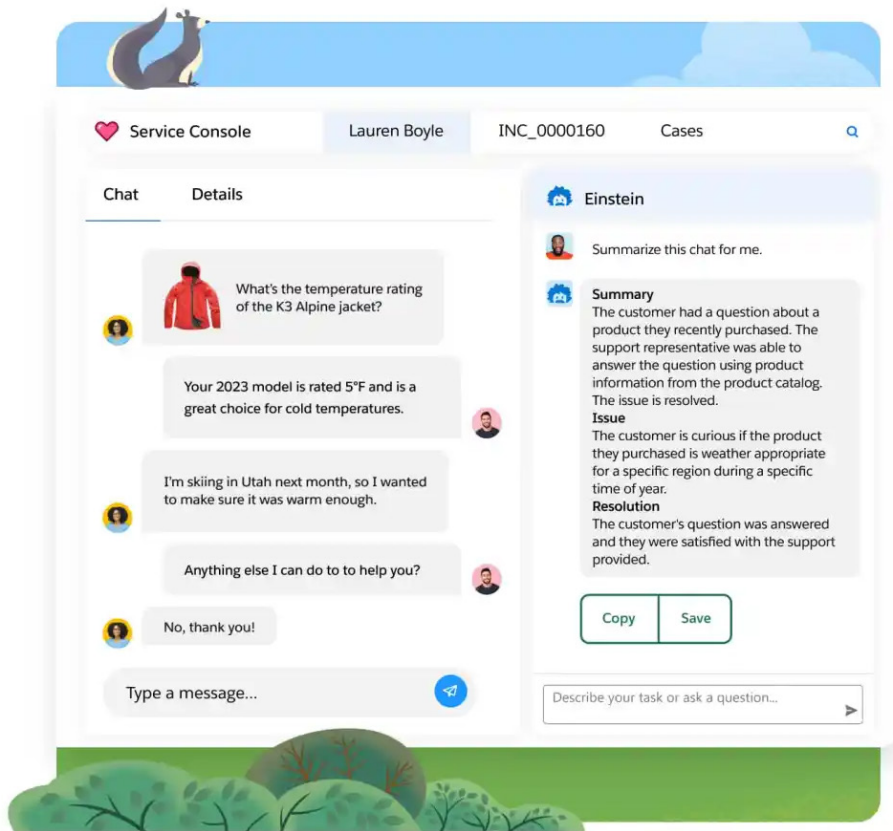 Service Console
Lauren Boyle
INC_0000160
Cases
Chat
Details
What's the temperature rating
of the K3 Alpine jacket?
Your 2023 model is rated 5°F and is a
great choice for cold temperatures.
I'm skiing in Utah next month, so I wanted
to make sure it was warm enough.
Anything else I can do to to help you?
No, thank you!
Type a message...
Einstein
Summarize this chat for me.
Summary
The customer had a question about a
product they recently purchased. The
support representative was able to
answer the question using product
information from the product catalog.
The issue is resolved.
Issue
The customer is curious if the product
they purchased is weather appropriate
for a specific region during a specific
time of year.
Resolution
The customer's question was answered
and they were satisfied with the support
provided.
Copy
Save
Describe your task or ask a question...